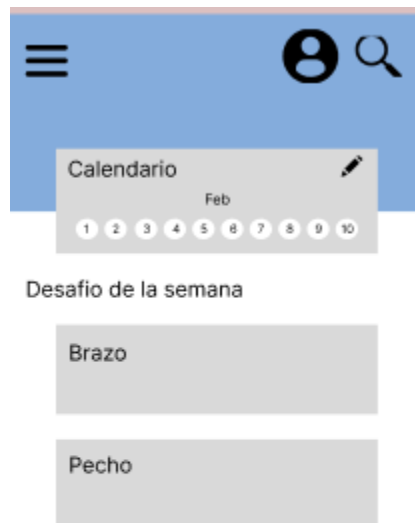 Calendario
Feb
1 2 3 4 5 6 7 8 9 10
Desafio de la semana
Brazo
Pecho